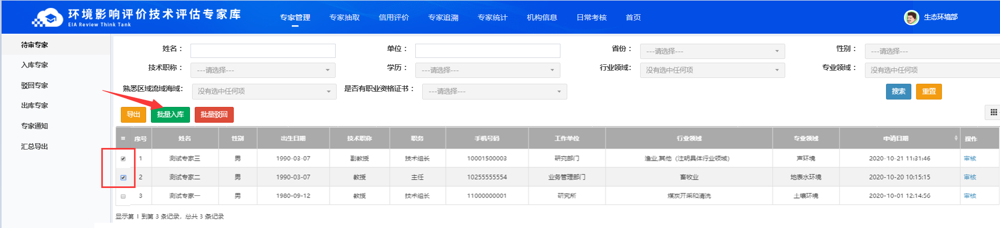 环境影响评价技术评估专家库
EIA Review Think Tank
专家管理 专家抽取 信用评价 专家追溯 专家统计 机构信息 日常考核 首页 生态环境部
待审专家
入库专家
驳回专家
出库专家
专家通知
汇总导出
姓名： 单位： 省份： ---请选择--- 性别： ---请选择---
技术职称： ---请选择--- 学历： ---请选择--- 行业领域： 没有选中任何项 专业领域： 没有选中任何项
熟悉区域流域海域： 没有选中任何项 是否有职业资格证书： ---请选择--- 搜索 重置
导出 批量入库 批量驳回
序号 姓名 性别 出生日期 技术职称 职务 手机号码 工作单位 行业领域 专业领域 申请日期 操作
1 测试专家三 男 1990-03-07 副教授 技术组长 10001500003 研究部门 渔业,其他（注明具体行业领域） 声环境 2020-10-21 11:31:46 审核
2 测试专家二 男 1990-03-07 教授 主任 10255555554 业务管理部门 畜牧业 地表水环境 2020-10-20 10:15:15 审核
3 测试专家一 男 1980-09-12 教授 技术组长 11000000001 研究所 煤炭开采和清洗 土壤环境 2020-10-01 12:14:56 审核
显示第 1 到第 3 条记录，总共 3 条记录